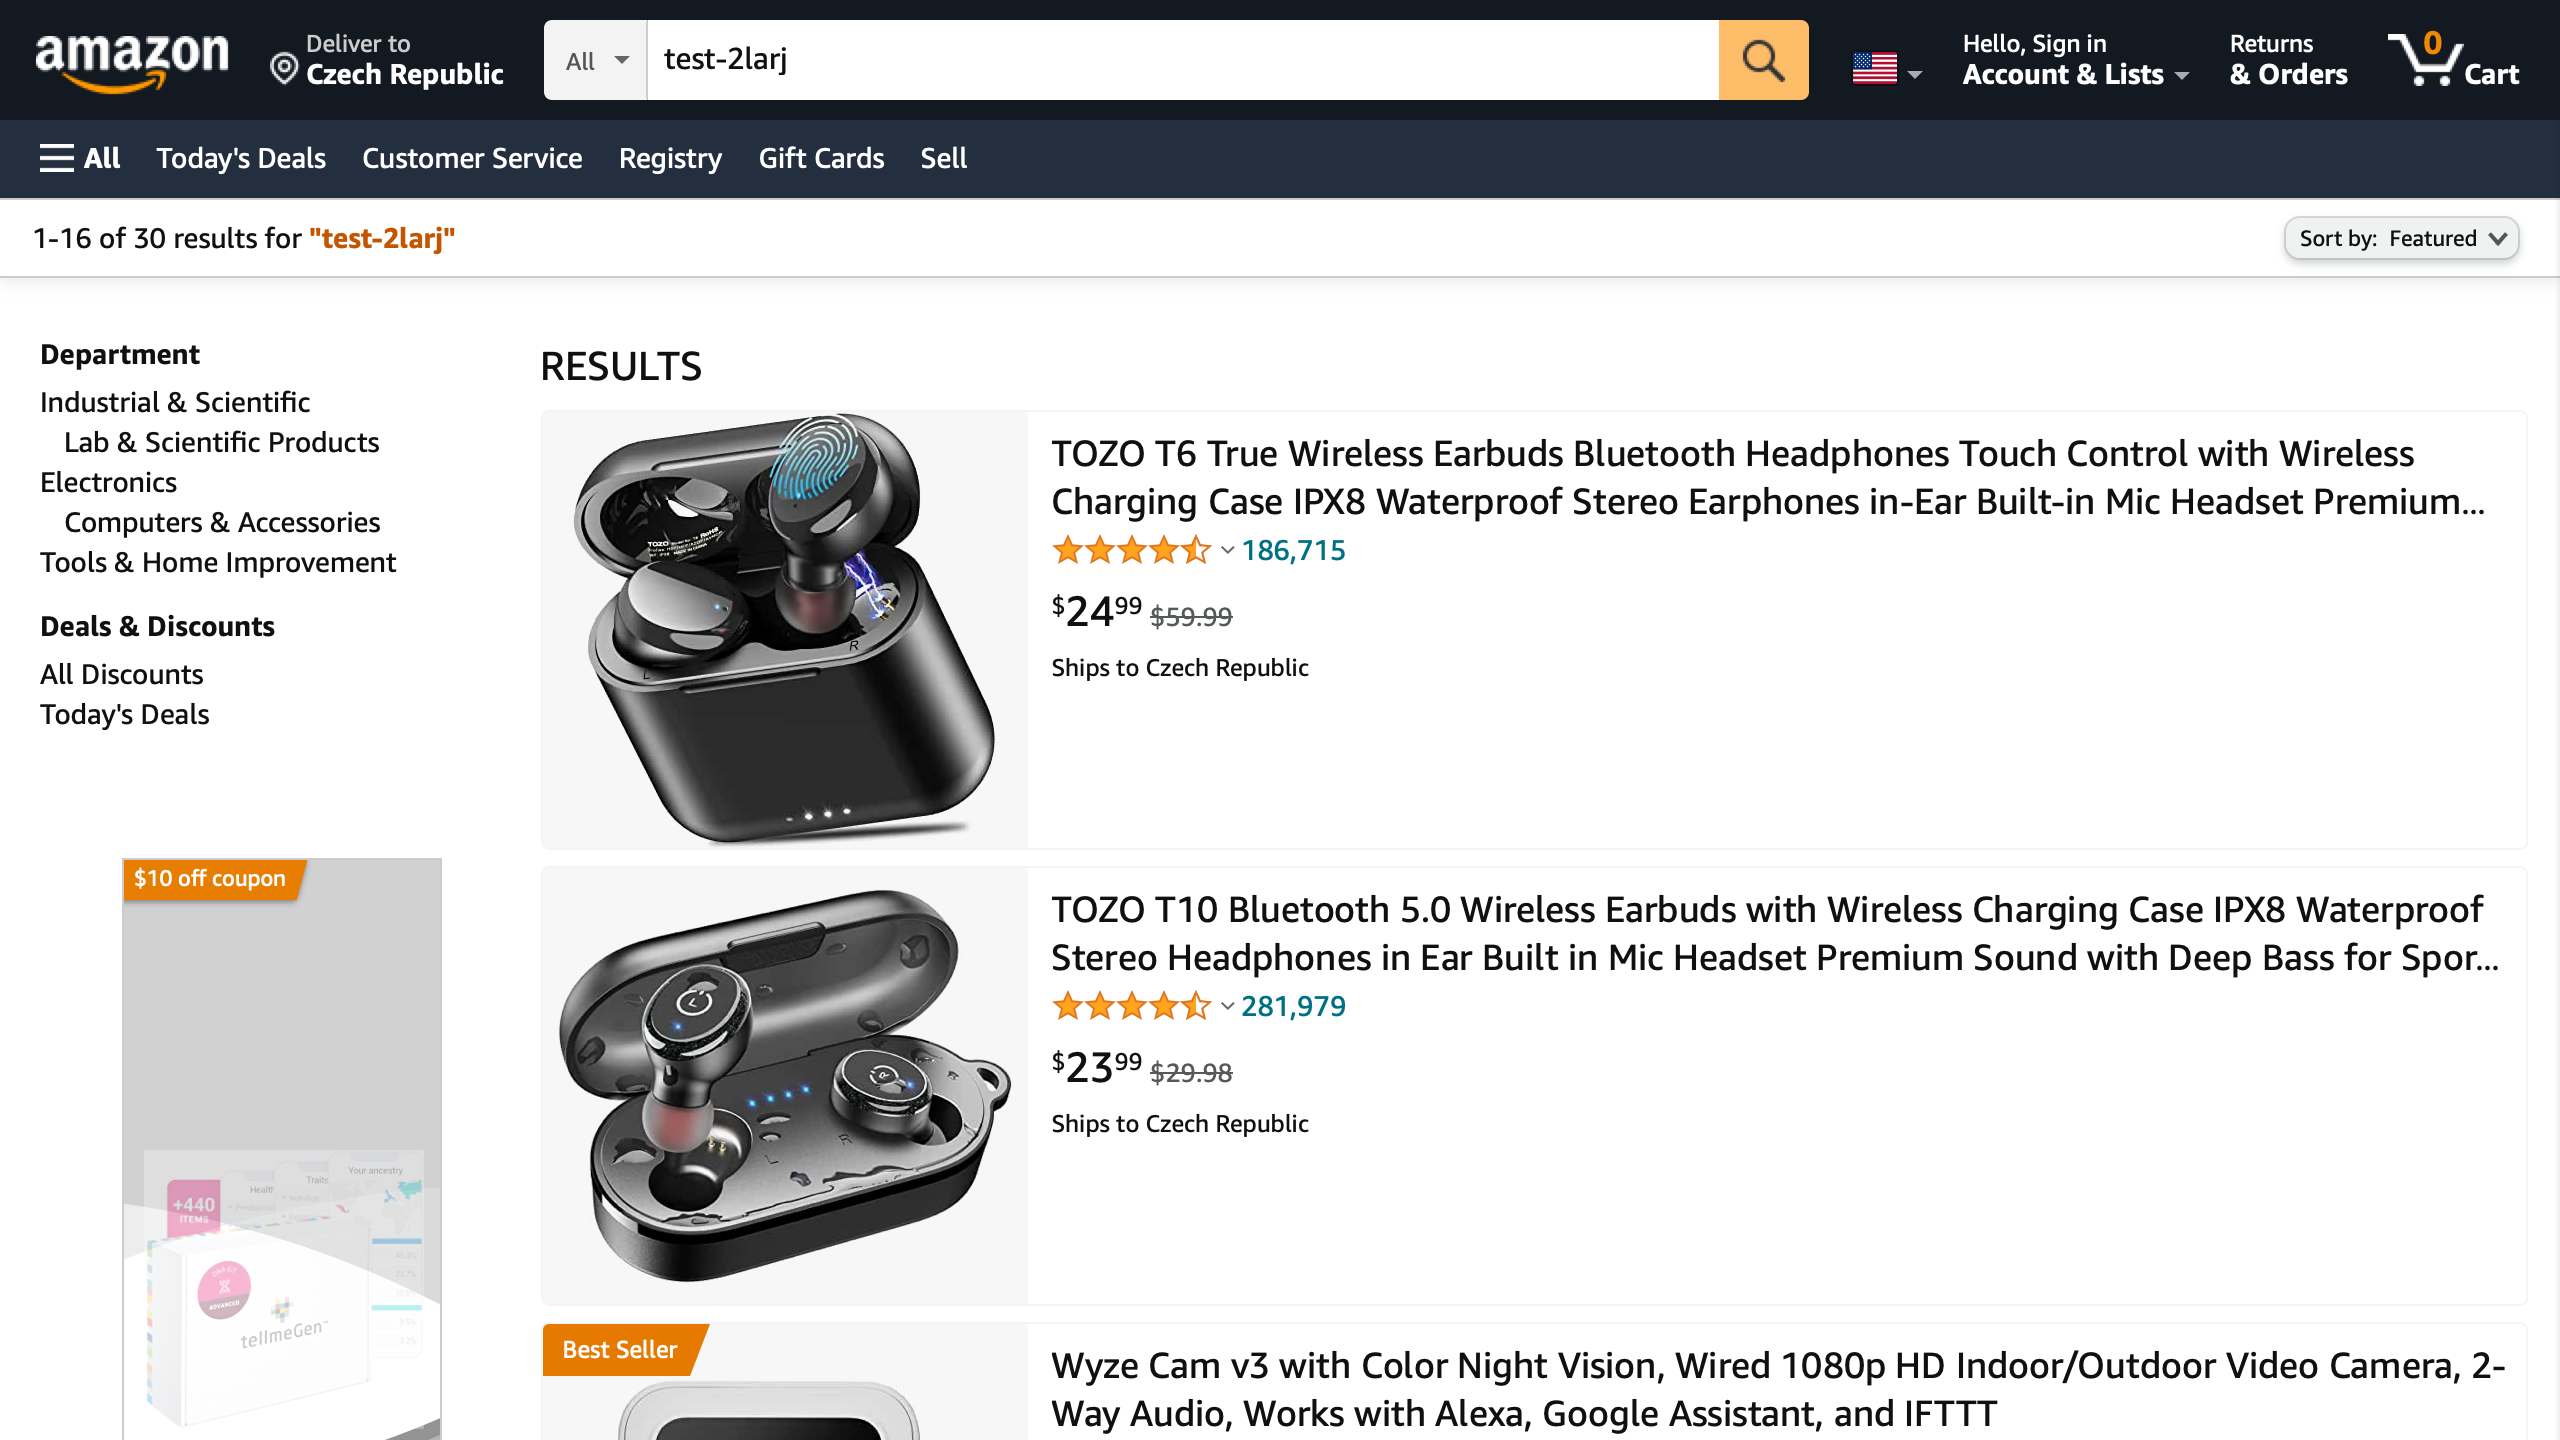 amazon
Deliver to
Czech Republic
All
test-2larj
Hello, Sign in
Account & Lists
Returns
& Orders
0
Cart
All
Today's Deals
Customer Service
Registry
Gift Cards
Sell
1-16 of 30 results for "test-2larj"
Sort by: Featured
Department
Industrial & Scientific
Lab & Scientific Products
Electronics
Computers & Accessories
Tools & Home Improvement
Deals & Discounts
All Discounts
Today's Deals
$10 off coupon
Your ancestry
Traits
+440
ITEMS
DNA KIT
ADVANCED
tellmeGen
RESULTS
TOZO T6 True Wireless Earbuds Bluetooth Headphones Touch Control with Wireless
Charging Case IPX8 Waterproof Stereo Earphones in-Ear Built-in Mic Headset Premium...
186,715
$24 99 $59.99
Ships to Czech Republic
TOZO
R
L
TOZO T10 Bluetooth 5.0 Wireless Earbuds with Wireless Charging Case IPX8 Waterproof
Stereo Headphones in Ear Built in Mic Headset Premium Sound with Deep Bass for Spor...
281,979
$23 99 $29.98
Ships to Czech Republic
L
R
R
L
Best Seller
Wyze Cam v3 with Color Night Vision, Wired 1080p HD Indoor/Outdoor Video Camera, 2-
Way Audio, Works with Alexa, Google Assistant, and IFTTT